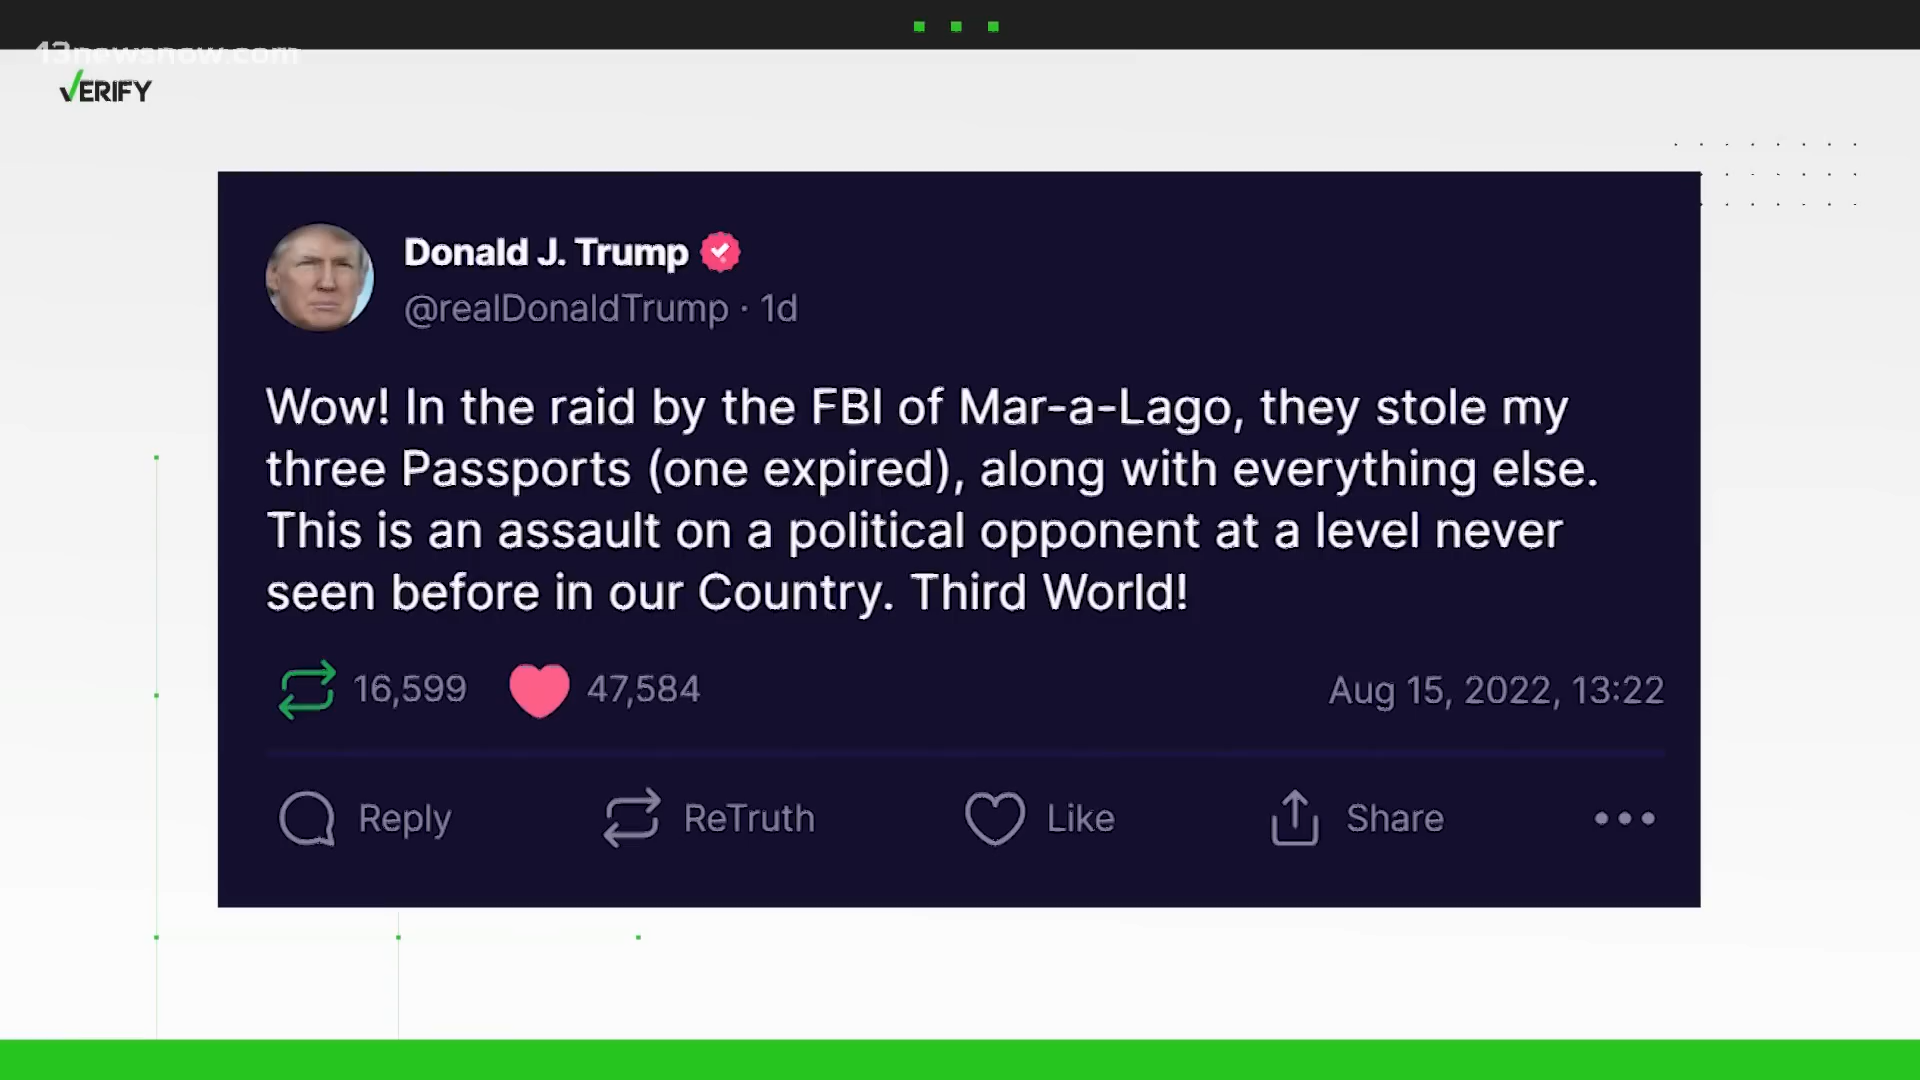 13newsnow.com
VERIFY
Donald J. Trump
@realDonaldTrump · 1d
Wow! In the raid by the FBI of Mar-a-Lago, they stole my
three Passports (one expired), along with everything else.
This is an assault on a political opponent at a level never
seen before in our Country. Third World!
16,599 47,584 Aug 15, 2022, 13:22
Reply ReTruth Like Share